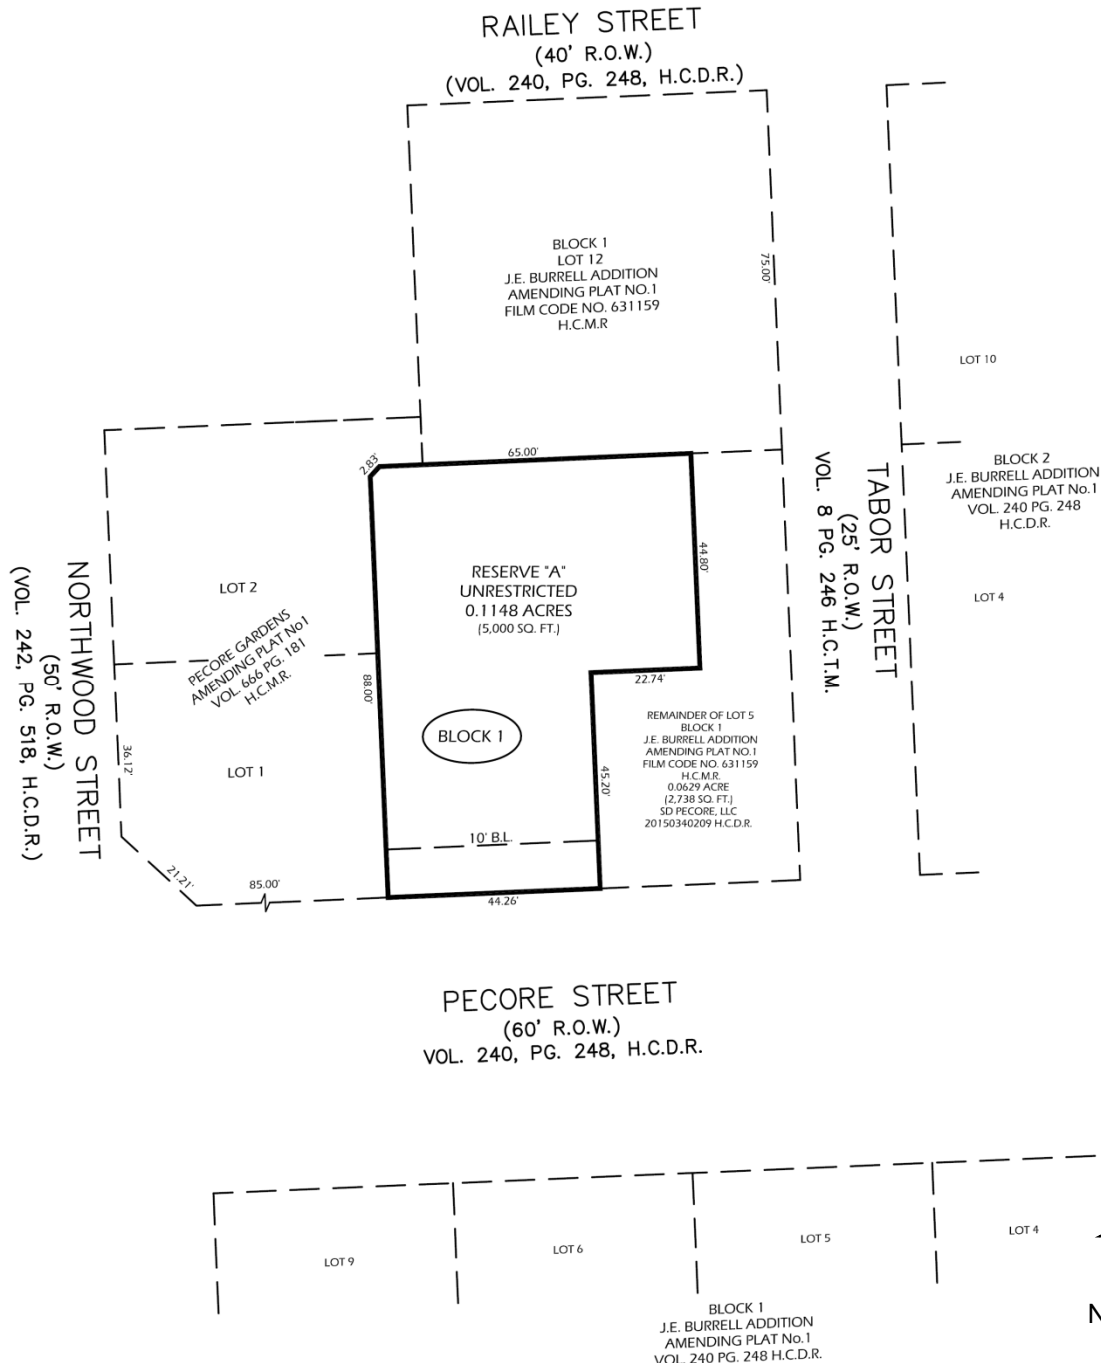 RAILEY STREET
(40' R.O.W.)
(VOL. 240, PG. 248, H.C.D.R.)
BLOCK 1
LOT 12
J.E. BURRELL ADDITION
AMENDING PLAT NO.1
FILM CODE NO. 631159
H.C.M.R
75.00'
LOT 10
BLOCK 2
J.E. BURRELL ADDITION
AMENDING PLAT No.1
VOL. 240 PG. 248
H.C.D.R.
LOT 4
TABOR STREET
(25' R.O.W.)
VOL. 8 PG. 246 H.C.T.M.
2.83'
65.00'
44.80'
RESERVE "A"
UNRESTRICTED
0.1148 ACRES
(5,000 SQ. FT.)
22.74'
88.00'
BLOCK 1
45.20'
10' B.L.
44.26'
REMAINDER OF LOT 5
BLOCK 1
J.E. BURRELL ADDITION
AMENDING PLAT NO.1
FILM CODE NO. 631159
H.C.M.R.
0.0629 ACRE
(2,738 SQ. FT.)
SD PECORE, LLC
20150340209 H.C.D.R.
LOT 2
PECORE GARDENS
AMENDING PLAT No1
VOL. 666 PG. 181
H.C.M.R.
LOT 1
36.12'
21.21'
85.00'
NORTHWOOD STREET
(50' R.O.W.)
(VOL. 242, PG. 518, H.C.D.R.)
PECORE STREET
(60' R.O.W.)
VOL. 240, PG. 248, H.C.D.R.
LOT 9
LOT 6
LOT 5
LOT 4
BLOCK 1
J.E. BURRELL ADDITION
AMENDING PLAT No.1
VOL 240 PG. 248 H.C.D.R.
N